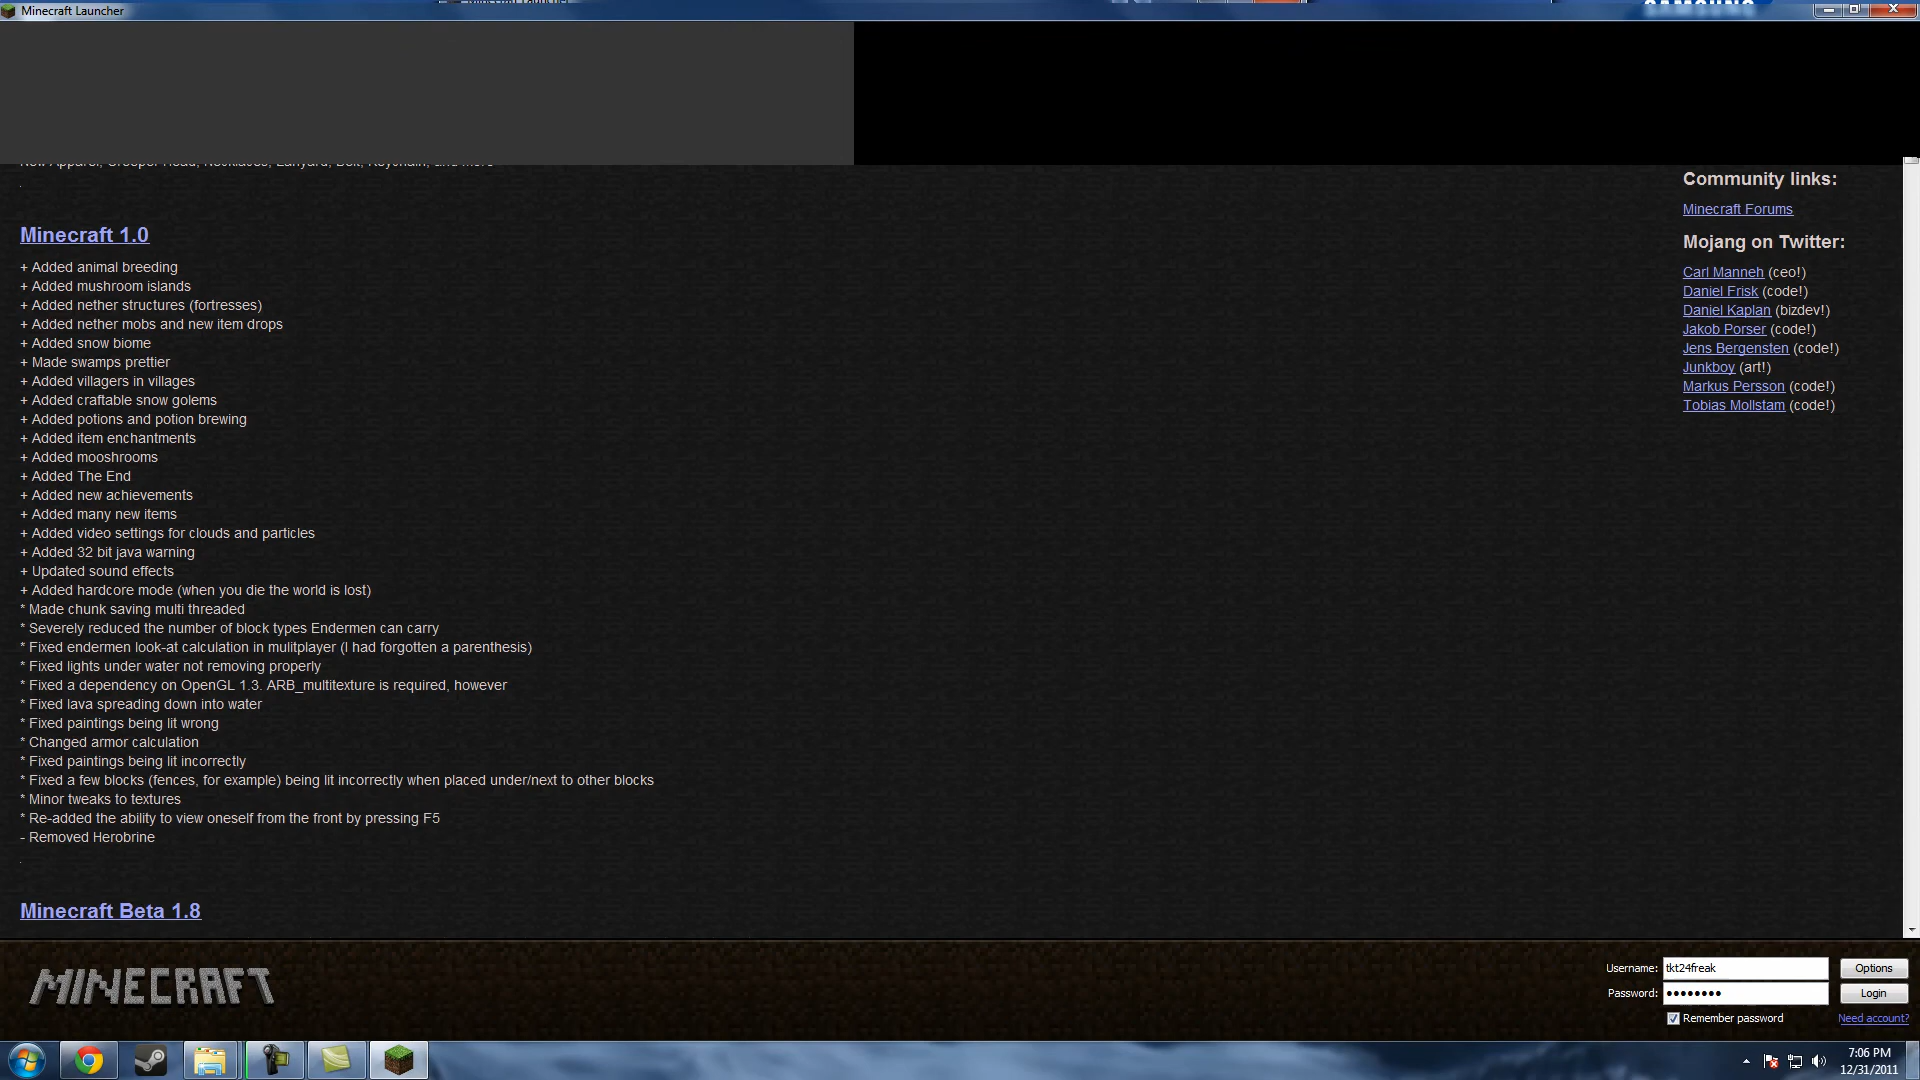 Minecraft Launcher
SAMSUNG
New Apparel, Creeper Head, Necklaces, Lanyard, Belt, Keychain, and more
.
Minecraft 1.0
+ Added animal breeding
+ Added mushroom islands
+ Added nether structures (fortresses)
+ Added nether mobs and new item drops
+ Added snow biome
+ Made swamps prettier
+ Added villagers in villages
+ Added craftable snow golems
+ Added potions and potion brewing
+ Added item enchantments
+ Added mooshrooms
+ Added The End
+ Added new achievements
+ Added many new items
+ Added video settings for clouds and particles
+ Added 32 bit java warning
+ Updated sound effects
+ Added hardcore mode (when you die the world is lost)
* Made chunk saving multi threaded
* Severely reduced the number of block types Endermen can carry
* Fixed endermen look-at calculation in mulitplayer (I had forgotten a parenthesis)
* Fixed lights under water not removing properly
* Fixed a dependency on OpenGL 1.3. ARB_multitexture is required, however
* Fixed lava spreading down into water
* Fixed paintings being lit wrong
* Changed armor calculation
* Fixed paintings being lit incorrectly
* Fixed a few blocks (fences, for example) being lit incorrectly when placed under/next to other blocks
* Minor tweaks to textures
* Re-added the ability to view oneself from the front by pressing F5
- Removed Herobrine
.
Minecraft Beta 1.8
Community links:
Minecraft Forums
Mojang on Twitter:
Carl Manneh (ceo!)
Daniel Frisk (code!)
Daniel Kaplan (bizdev!)
Jakob Porser (code!)
Jens Bergensten (code!)
Junkboy (art!)
Markus Persson (code!)
Tobias Mollstam (code!)
MINECRAFT
Username: tkt24freak
Options
Password: ●●●●●●●●
Login
Remember password
Need account?
7:06 PM
12/31/2011